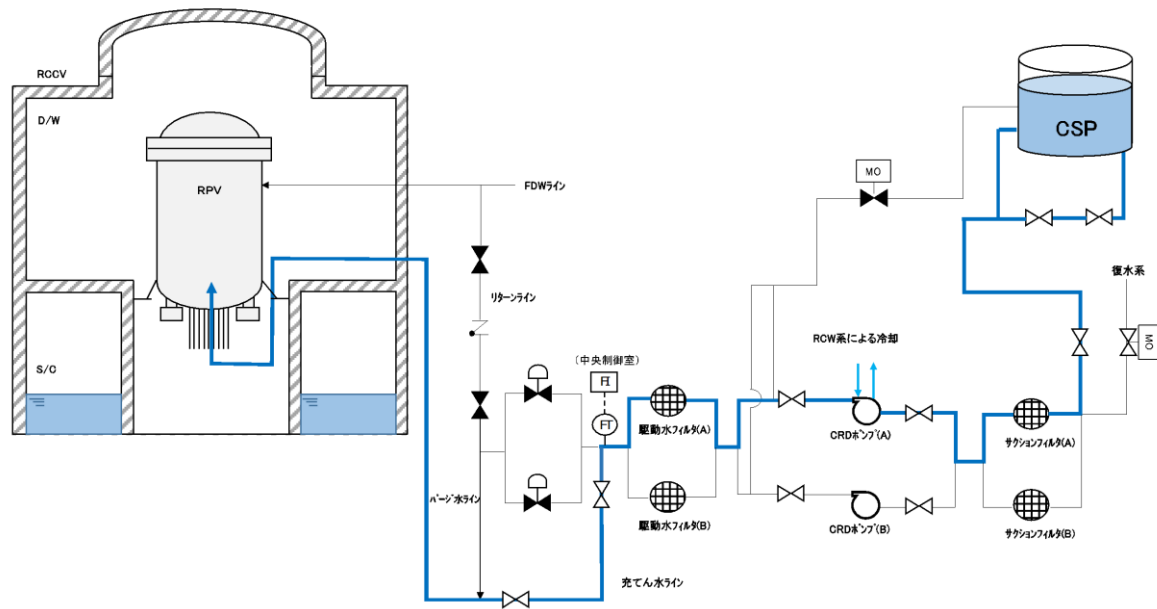 RCCV
D/W
RPV
FDWライン
CSP
MO
リターンライン
復水系
MO
RCW系による冷却
S/C
(中央制御室)
FI
FT
駆動水フィルタ(A)
CRDポンプ(A)
サクションフィルタ(A)
パージ水ライン
駆動水フィルタ(B)
CRDポンプ(B)
サクションフィルタ(B)
充てん水ライン